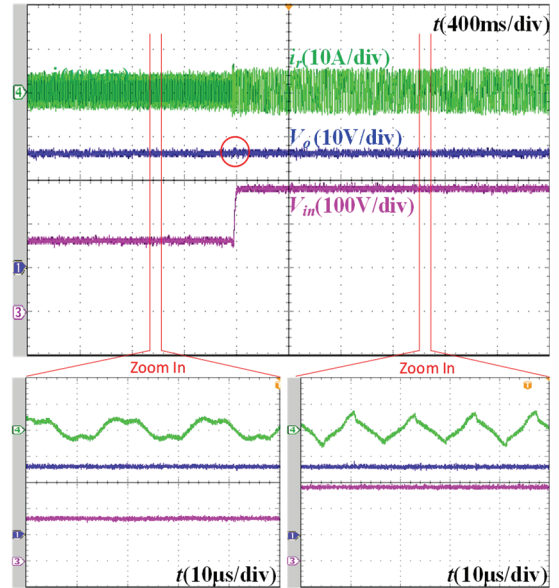 t(400ms/div)
i_r(10A/div)
4
V_o(10V/div)
V_in(100V/div)
1
3
Zoom In
Zoom In
T
T
4
4
1
1
3
3
t(10μs/div)
t(10μs/div)